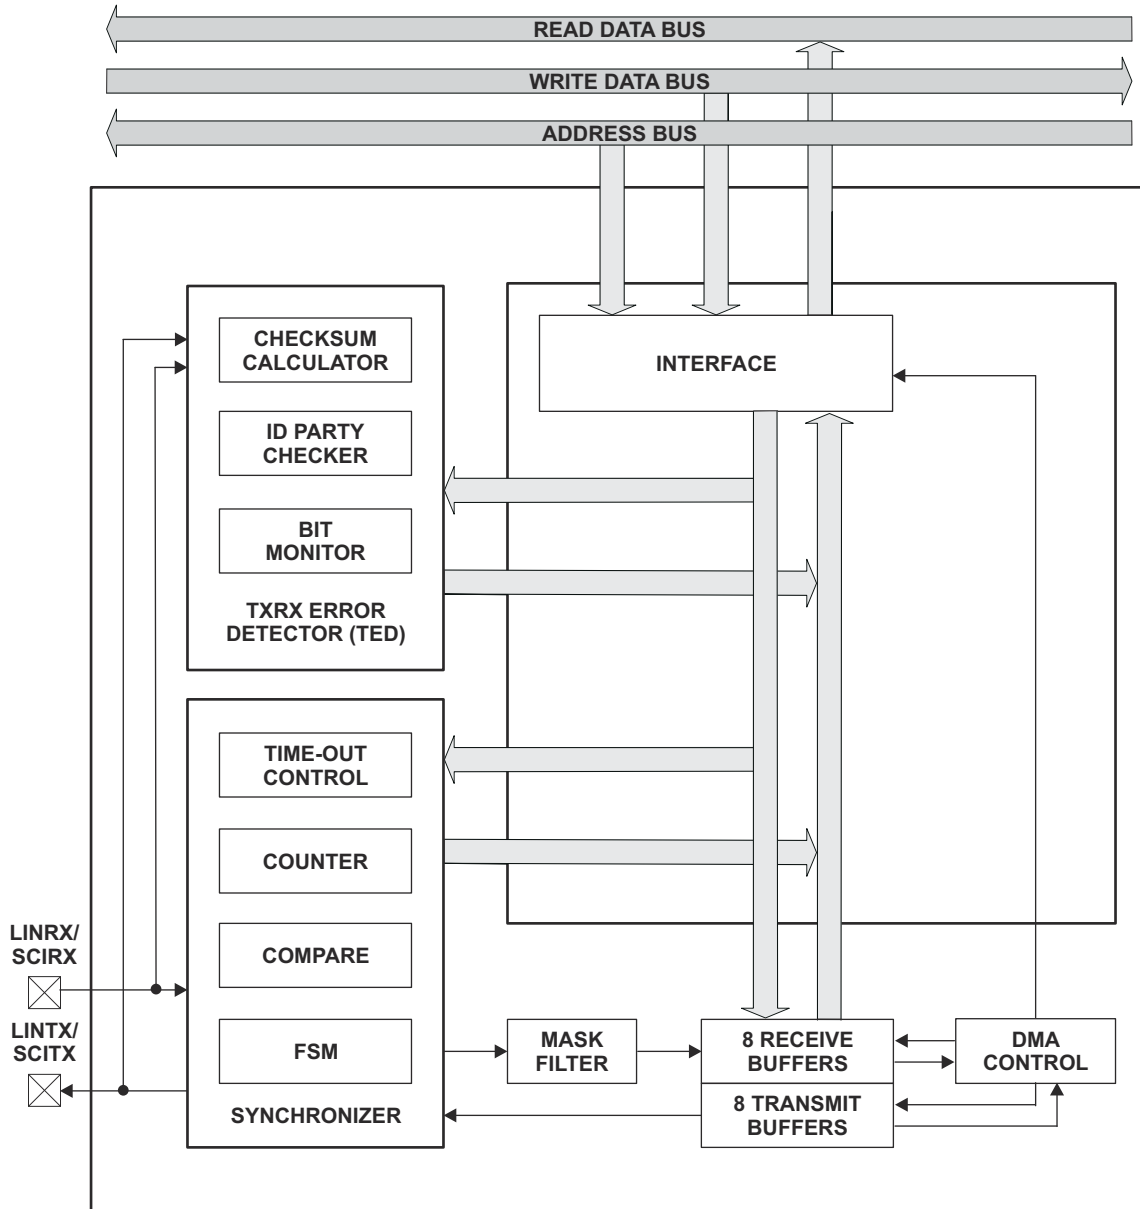 READ DATA BUS
WRITE DATA BUS
ADDRESS BUS
CHECKSUM
CALCULATOR
INTERFACE
ID PARTY
CHECKER
BIT
MONITOR
TXRX ERROR
DETECTOR (TED)
TIME-OUT
CONTROL
COUNTER
COMPARE
LINRX/
SCIRX
LINTX/
SCITX
FSM
SYNCHRONIZER
MASK
FILTER
8 RECEIVE
BUFFERS
8 TRANSMIT
BUFFERS
DMA
CONTROL